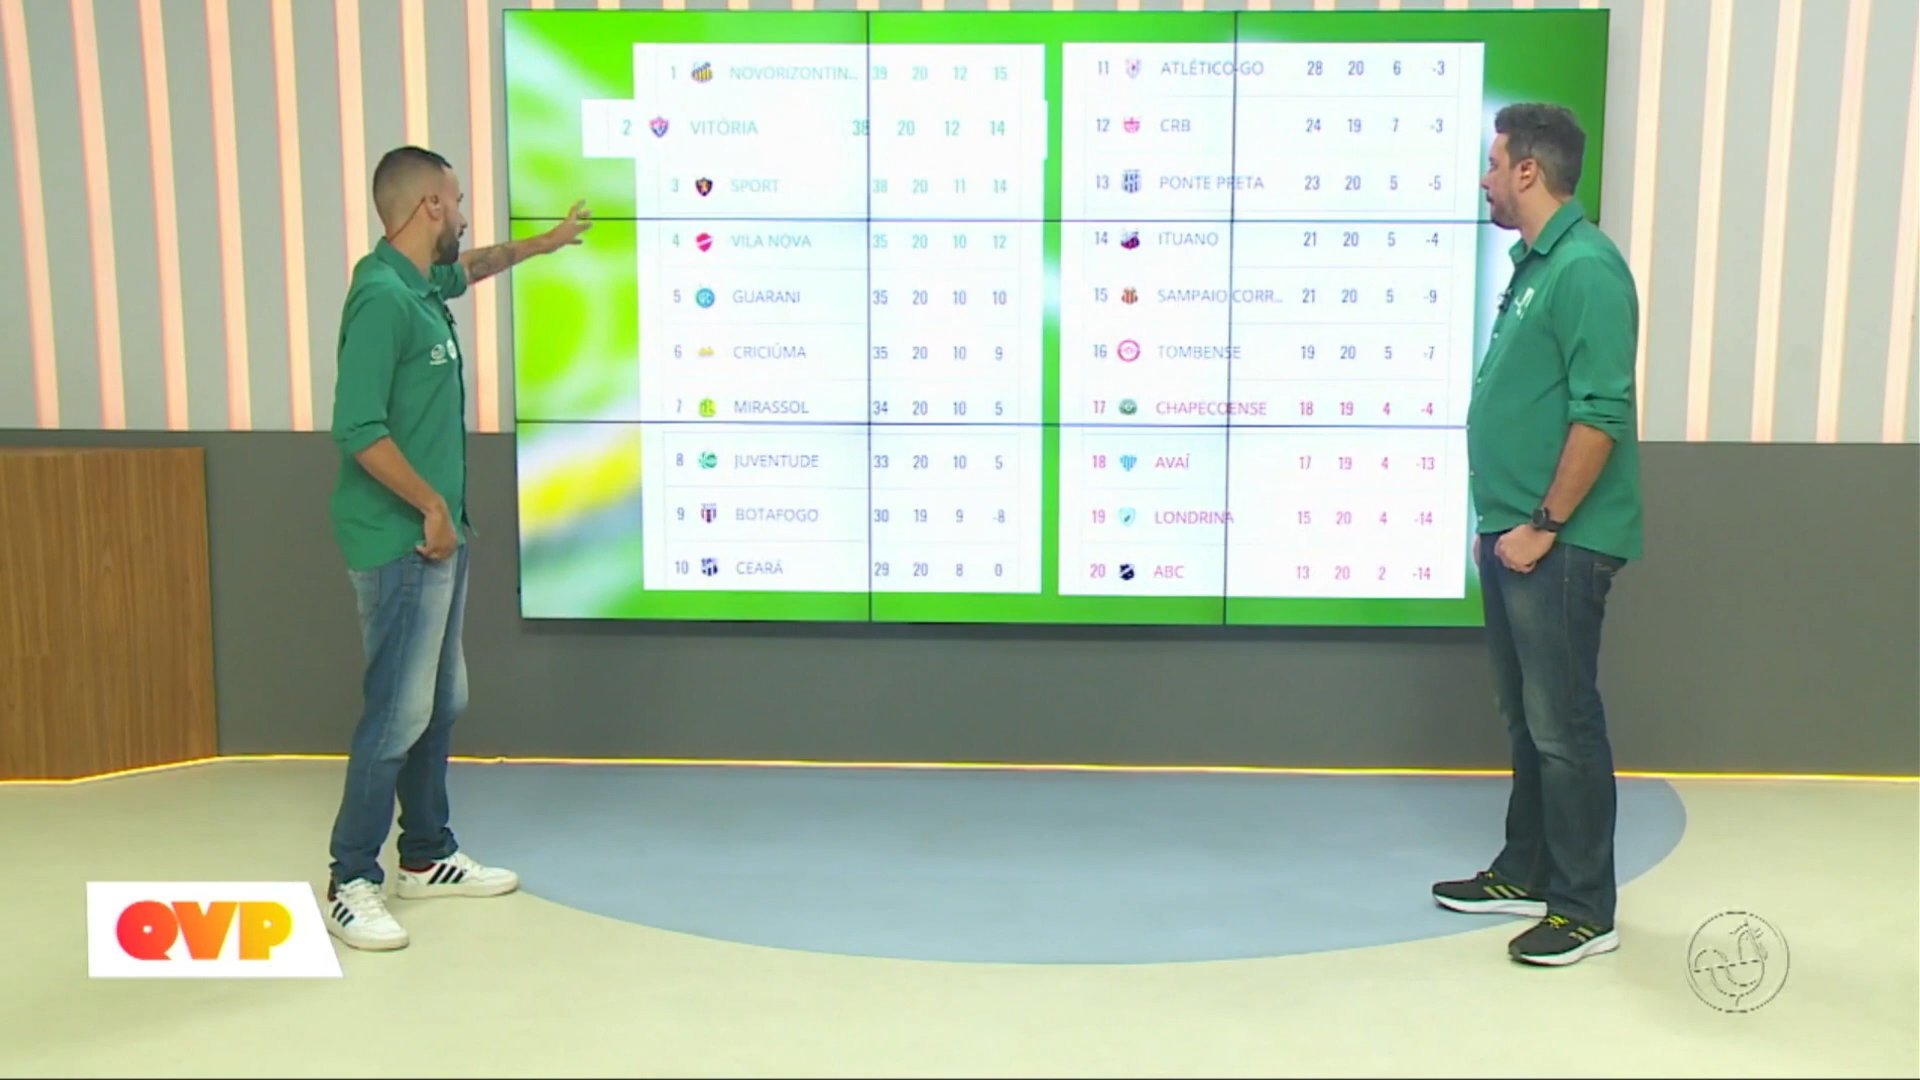 1 NOVORIZONTIN... 39 20 12 15
2 VITÓRIA 38 20 12 14
3 SPORT 38 20 11 14
4 VILA NOVA 35 20 10 12
5 GUARANI 35 20 10 10
6 CRICIÚMA 35 20 10 9
7 MIRASSOL 34 20 10 5
8 JUVENTUDE 33 20 10 5
9 BOTAFOGO 30 19 9 -8
10 CEARÁ 29 20 8 0
11 ATLÉTICO-GO 28 20 6 -3
12 CRB 24 19 7 -3
13 PONTE PRETA 23 20 5 -5
14 ITUANO 21 20 5 -4
15 SAMPAIO CORR... 21 20 5 -9
16 TOMBENSE 19 20 5 -7
17 CHAPECOENSE 18 19 4 -4
18 AVAÍ 17 19 4 -13
19 LONDRINA 15 20 4 -14
20 ABC 13 20 2 -14
QVP